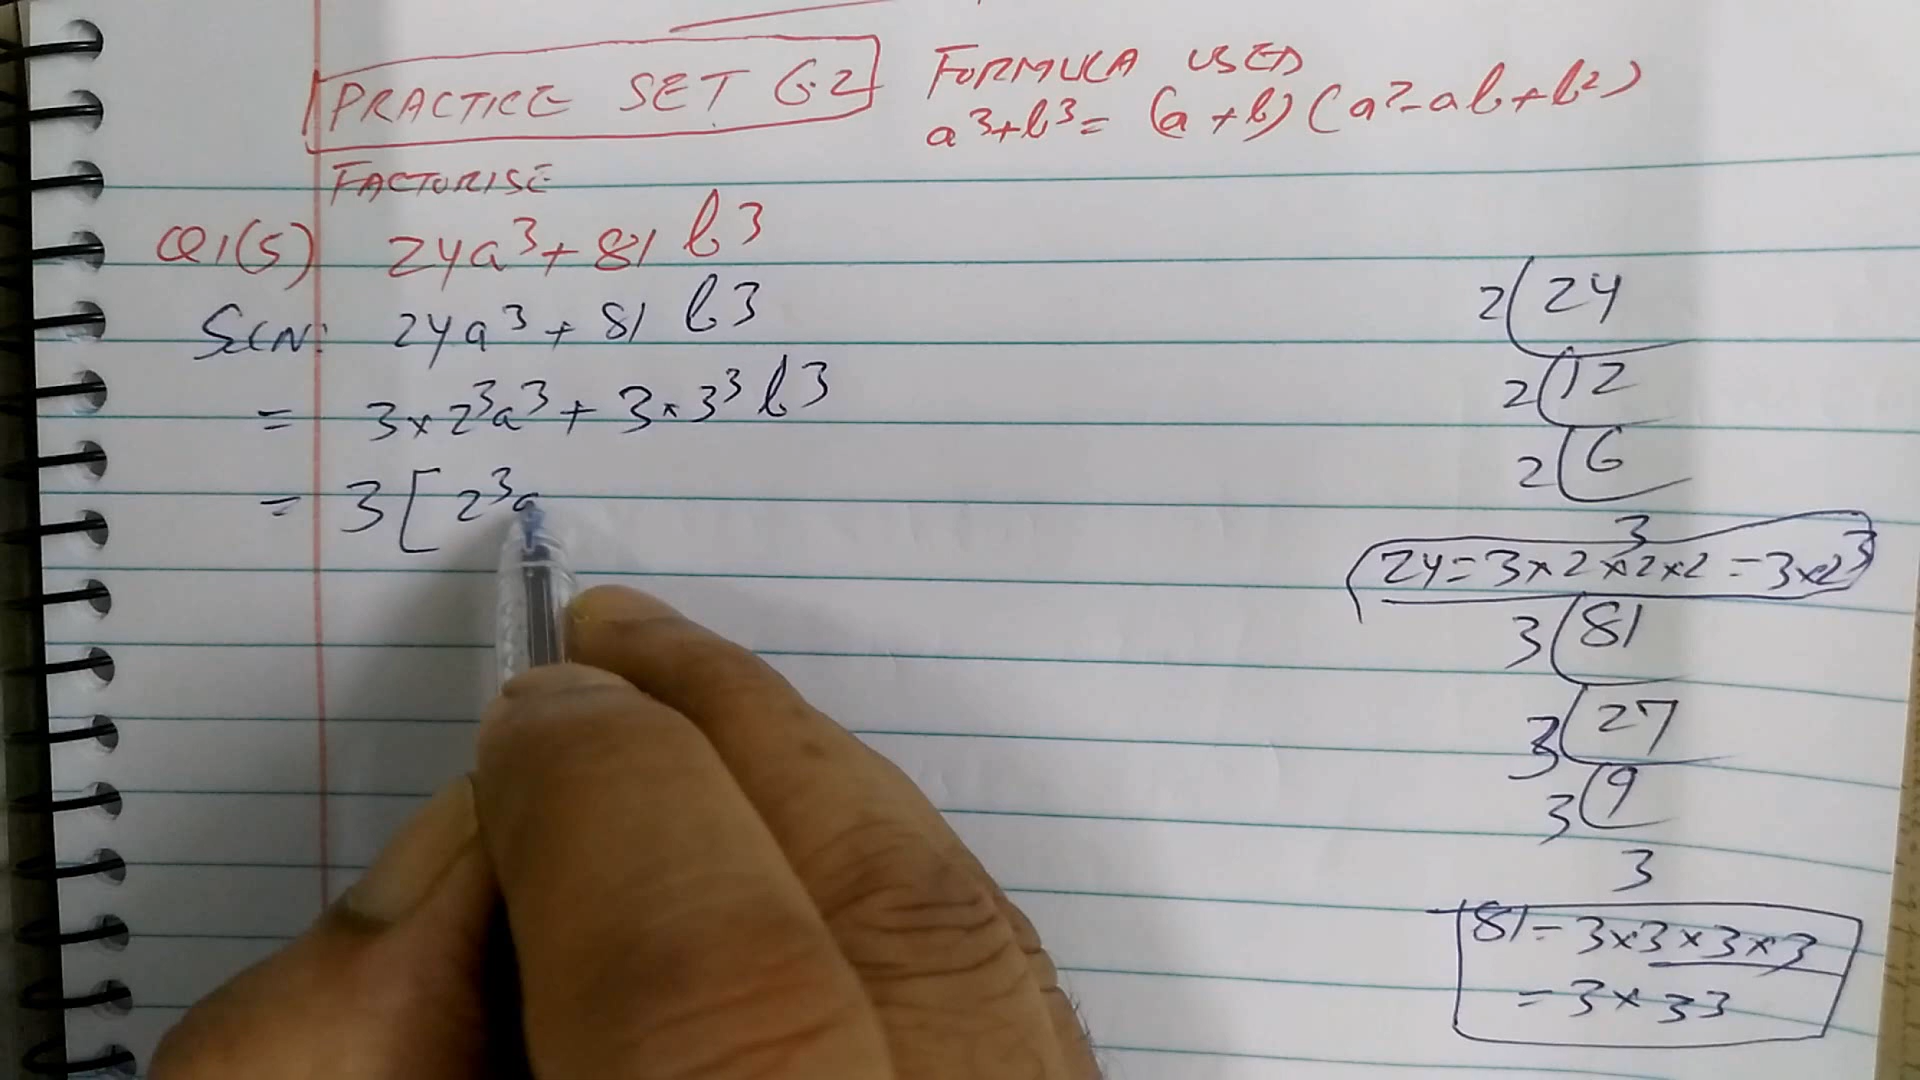 PRACTICE SET 6.2
FORMULA USED
a³+b³= (a+b)(a²-ab+b²)
FACTORISE
Q1(5) 24a³+81b³
SOLN: 24a³+81b³
= 3×2³a³+3×3³b³
= 3[2³a
2 24
2 12
2 6
3
24=3×2×2×2=3×2³
3 81
3 27
3 9
3
81=3×3×3×3
=3×3³